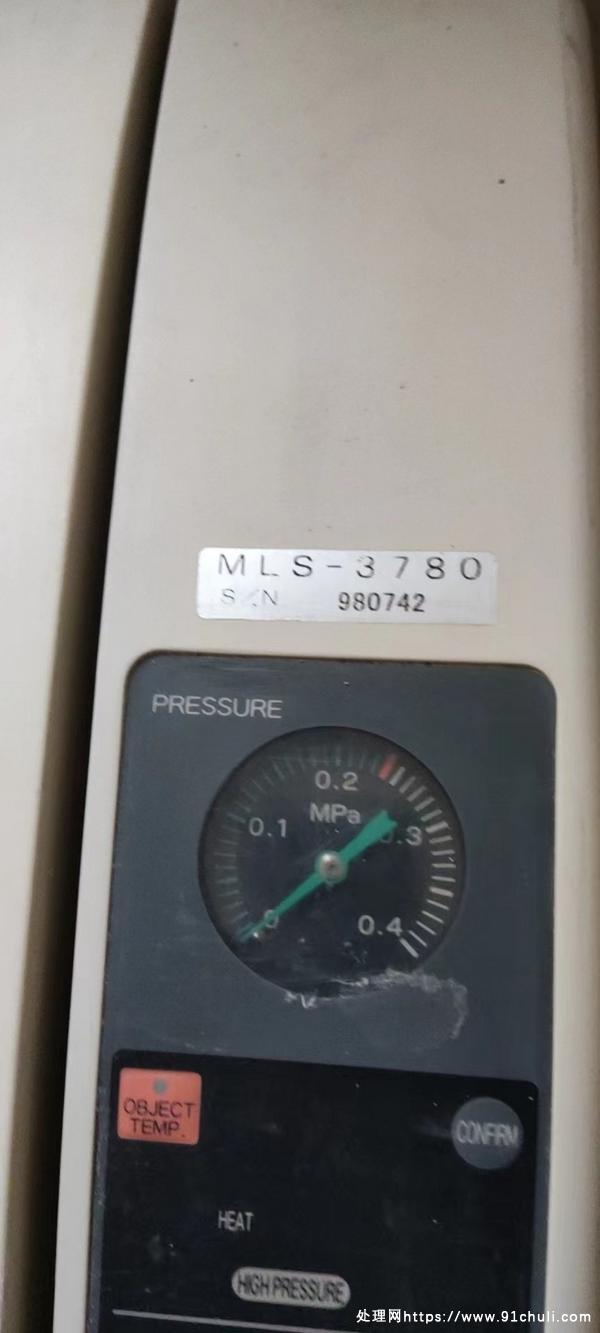 MLS-3780
S/N 980742
PRESSURE
0.2
MPa
0.1
0.3
0
0.4
OBJECT
TEMP.
CONFIRM
HEAT
HIGH PRESSURE
处理网https://www.91chuli.com